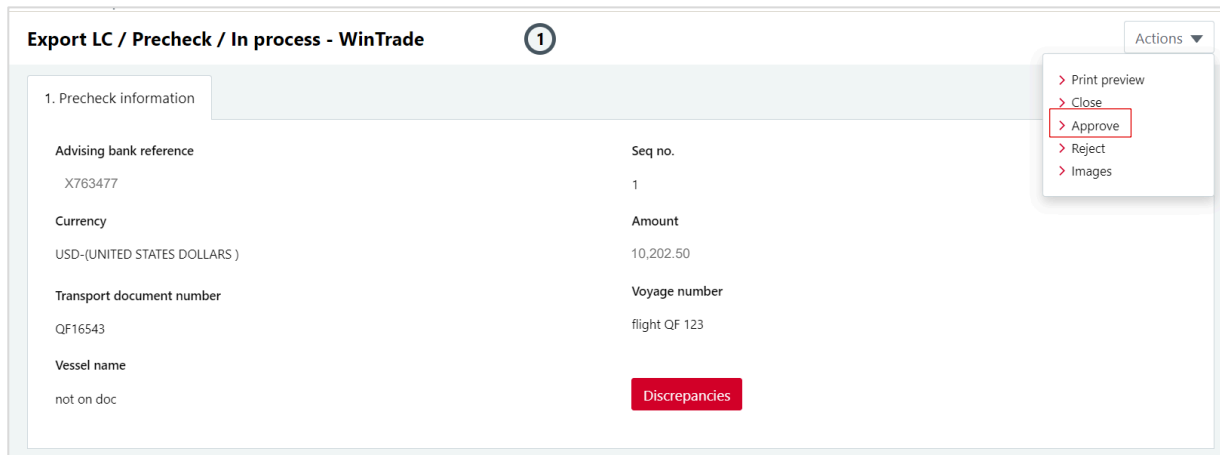 Export LC / Precheck / In process - WinTrade
1
Actions
Print preview
Close
Approve
Reject
Images
1. Precheck information
Advising bank reference
X763477
Seq no.
1
Currency
USD-(UNITED STATES DOLLARS )
Amount
10,202.50
Transport document number
QF16543
Voyage number
flight QF 123
Vessel name
not on doc
Discrepancies